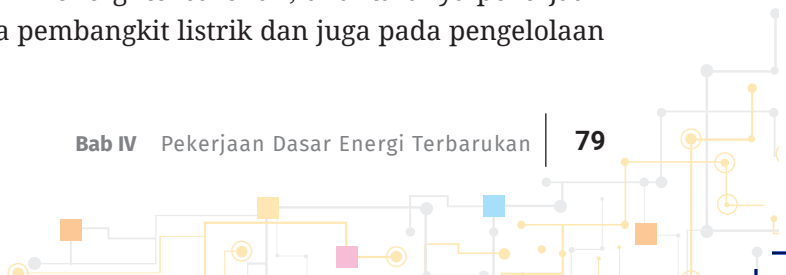 a pembangkit listrik dan juga pada pengelolaan
Bab IV Pekerjaan Dasar Energi Terbarukan 79